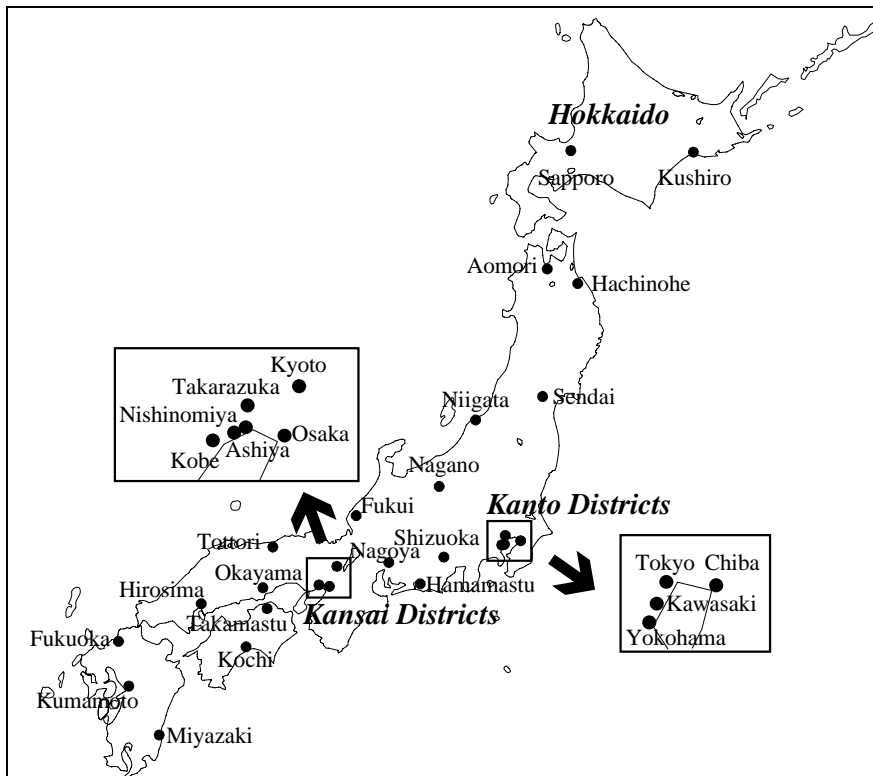 Hokkaido
Sapporo
Kushiro
Aomori
Hachinohe
Kyoto
Takarazuka
Nishinomiya
Osaka
Ashiya
Kobe
Niigata
Sendai
Nagano
Kanto Districts
Fukui
Shizuoka
Tottori
Nagoya
Okayama
Hamamastu
Hirosima
Kansai Districts
Takamastu
Tokyo
Chiba
Kawasaki
Yokohama
Fukuoka
Kochi
Kumamoto
Miyazaki